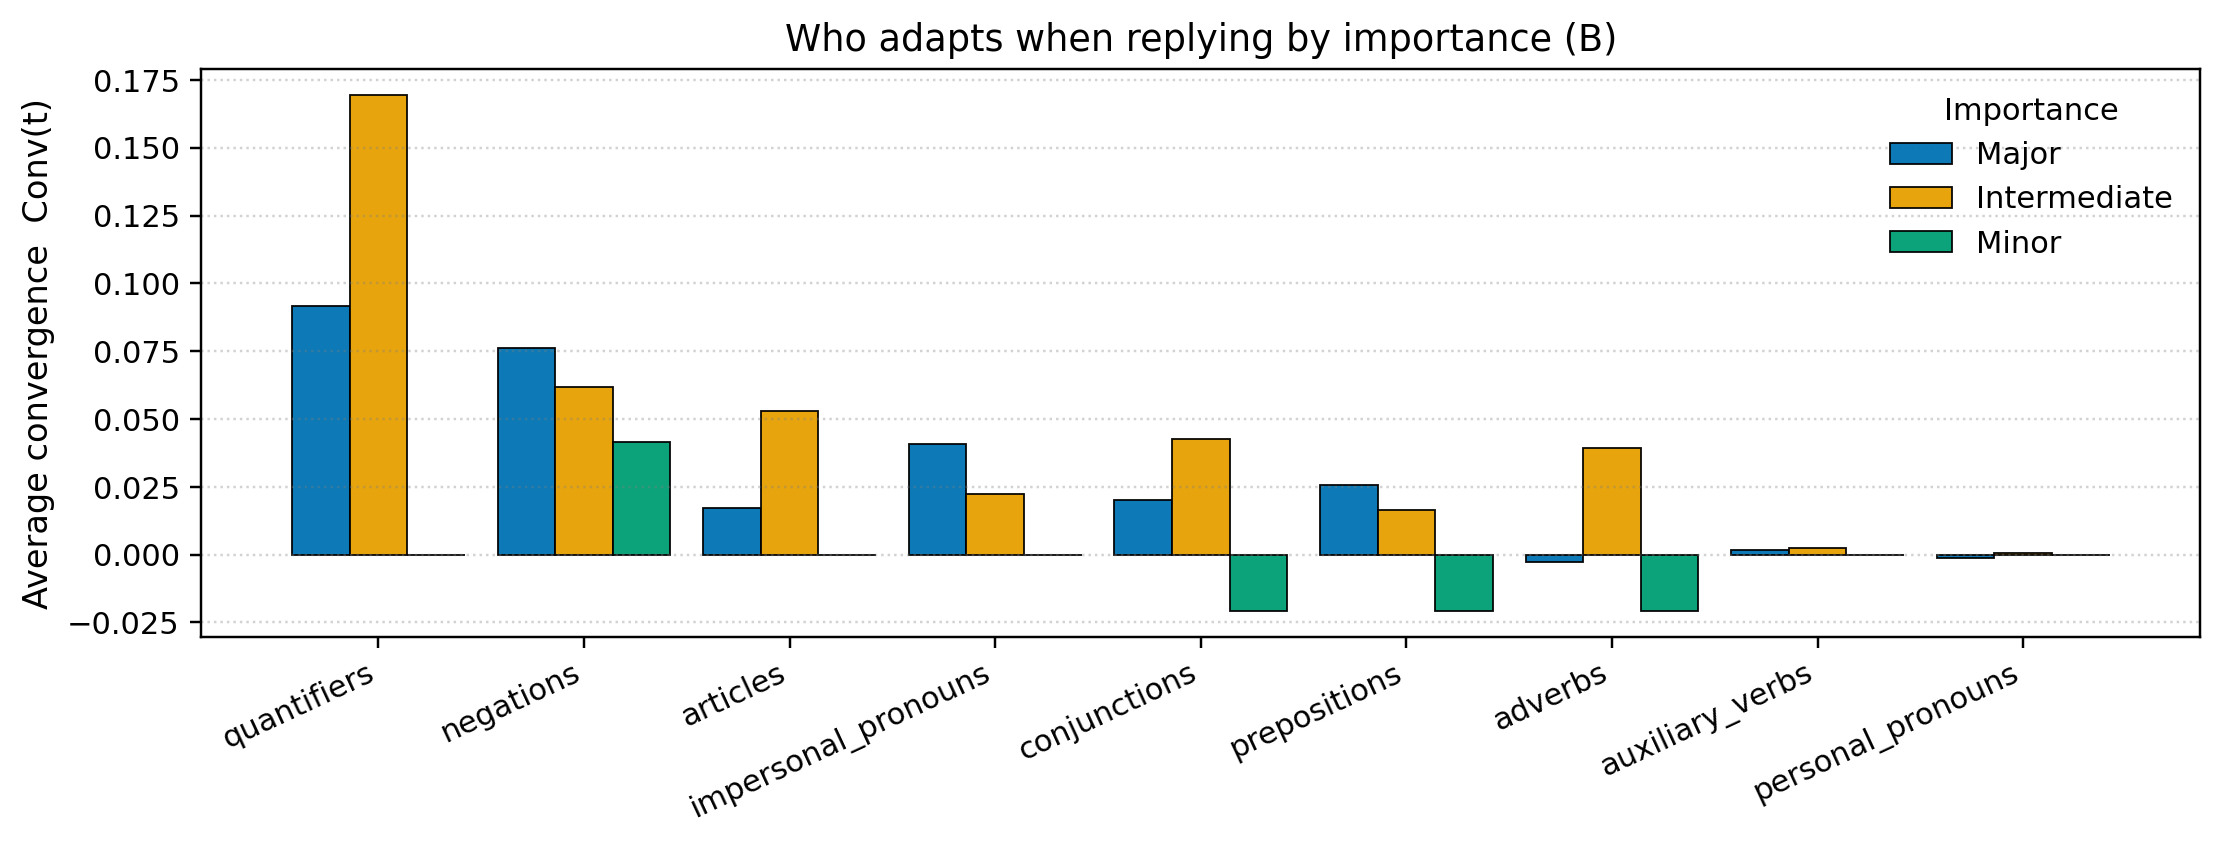 Who adapts when replying by importance (B)
Average convergence  Conv(t)
0.175
0.150
0.125
0.100
0.075
0.050
0.025
0.000
−0.025
Importance
Major
Intermediate
Minor
quantifiers
negations
articles
impersonal_pronouns
conjunctions
prepositions
adverbs
auxiliary_verbs
personal_pronouns